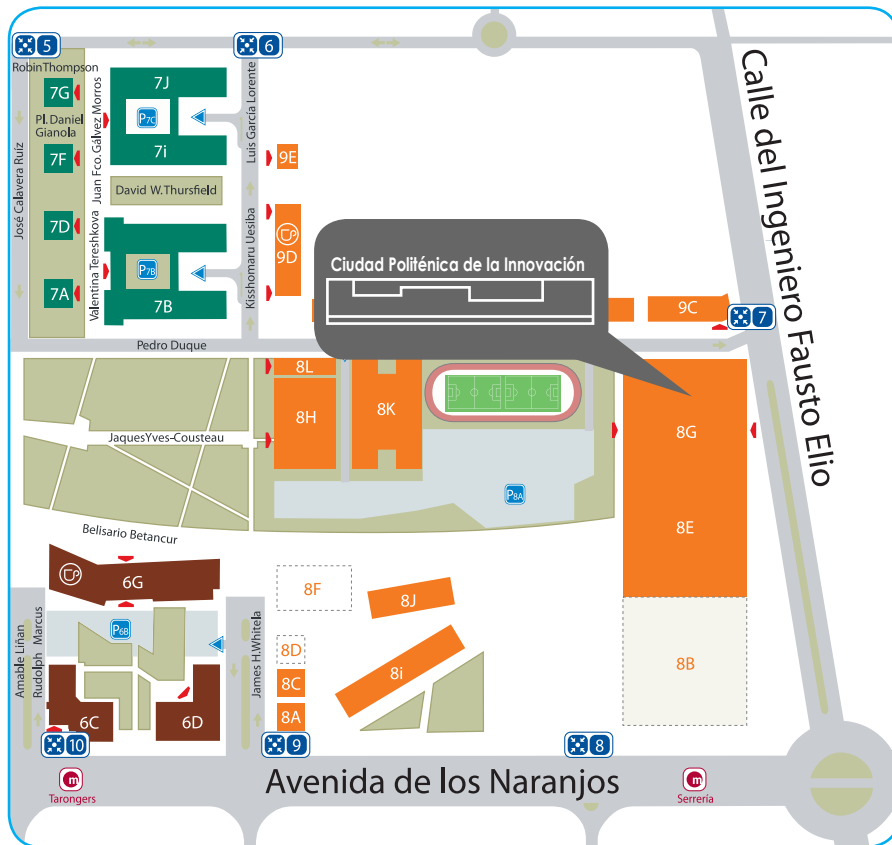 5
6
Robin Thompson
7G
Pl. Daniel
Gianola
7F
7D
7A
José Calavera Ruíz
Juan Fco. Gálvez Morros
Valentina Tereshkova
7J
P7C
7i
David W. Thursfield
P7B
7B
Luis García Lorente
Kisshomaru Uesiba
9E
9D
Ciudad Politénica de la Innovación
9C
7
Calle del Ingeniero Fausto Elio
Pedro Duque
8L
8H
8K
8G
8E
P8A
JaquesYves-Cousteau
Belisario Betancur
6G
P6B
6C
6D
Amable Liñan
Rudolph Marcus
James H.Whitela
8F
8J
8D
8i
8C
8A
8B
10
9
8
m
Tarongers
Avenida de los Naranjos
m
Serrería